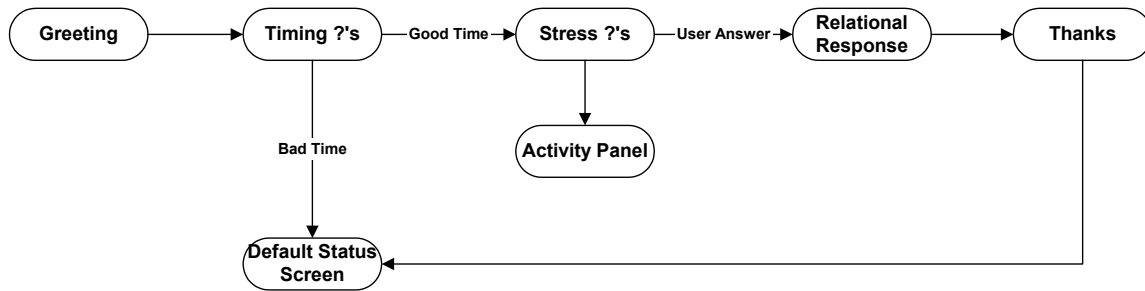 Greeting
Timing ?'s
Good Time
Stress ?'s
User Answer
Relational
Response
Thanks
Bad Time
Activity Panel
Default Status
Screen